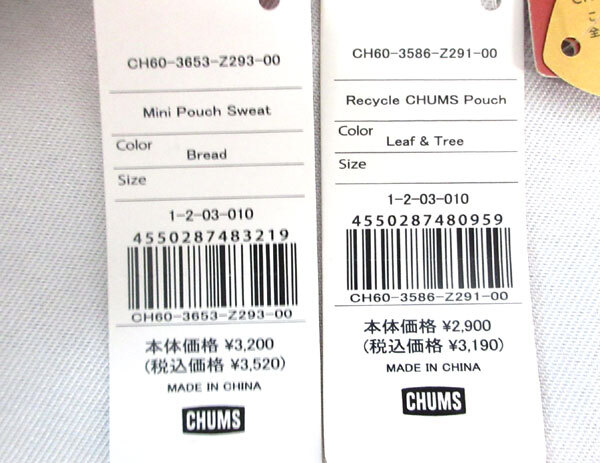 CH60-3653-Z293-00
Mini Pouch Sweat
Color
Bread
Size
1-2-03-010
4550287483219
CH60-3653-Z293-00
本体価格 ¥3,200
(税込価格 ¥3,520)
MADE IN CHINA
CHUMS
CH60-3586-Z291-00
Recycle CHUMS Pouch
Color
Leaf & Tree
Size
1-2-03-010
4550287480959
CH60-3586-Z291-00
本体価格 ¥2,900
(税込価格 ¥3,190)
MADE IN CHINA
CHUMS